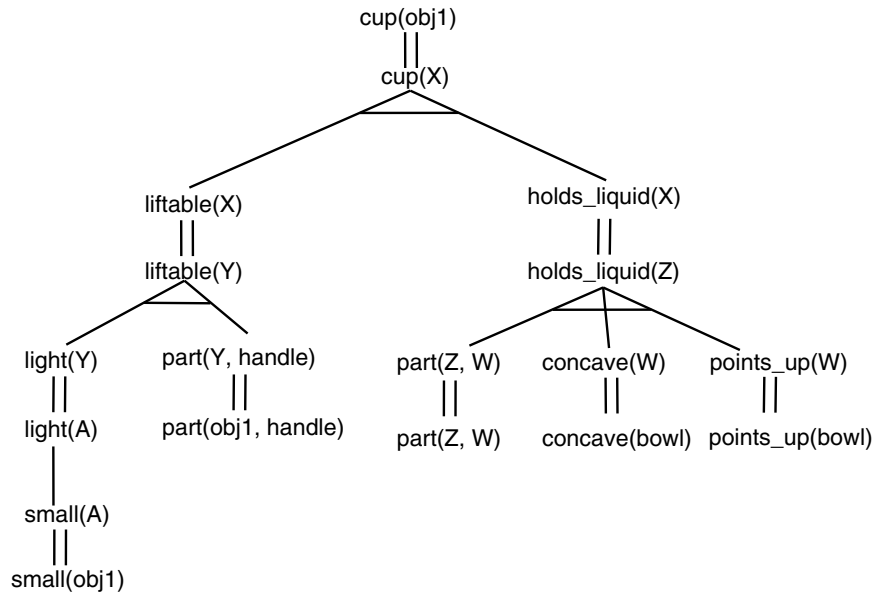 cup(obj1)
cup(X)
liftable(X)
holds_liquid(X)
liftable(Y)
holds_liquid(Z)
light(Y)
part(Y, handle)
part(Z, W)
concave(W)
points_up(W)
light(A)
part(obj1, handle)
part(Z, W)
concave(bowl)
points_up(bowl)
small(A)
small(obj1)